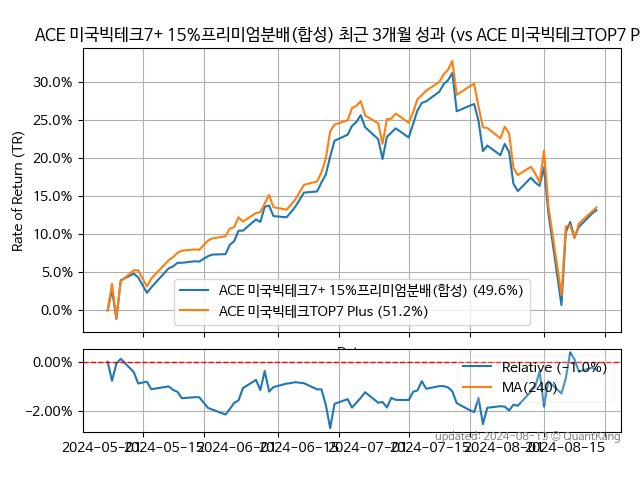 ACE 미국빅테크7+ 15%프리미엄분배(합성) 최근 3개월 성과 (vs ACE 미국빅테크TOP7 P
Rate of Return (TR)
30.0%
25.0%
20.0%
15.0%
10.0%
5.0%
0.0%
ACE 미국빅테크7+ 15%프리미엄분배(합성) (49.6%)
ACE 미국빅테크TOP7 Plus (51.2%)
0.00%
−2.00%
Relative (−1.0%)
MA(240)
updated: 2024-08-13 © QuantKang
2024-05-01 2024-05-15 2024-06-01 2024-06-15 2024-07-01 2024-07-15 2024-08-01 2024-08-15